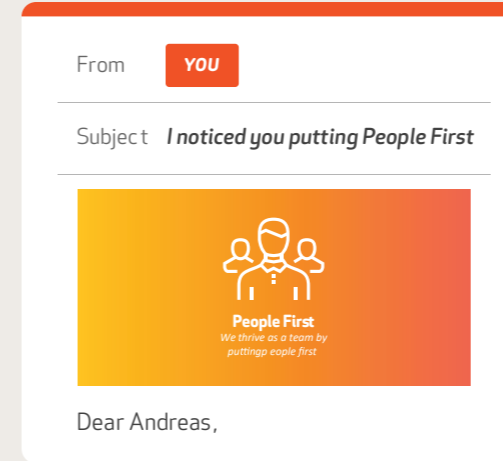 From YOU
Subject I noticed you putting People First
People First
We thrive as a team by
puttingp eople first
Dear Andreas,